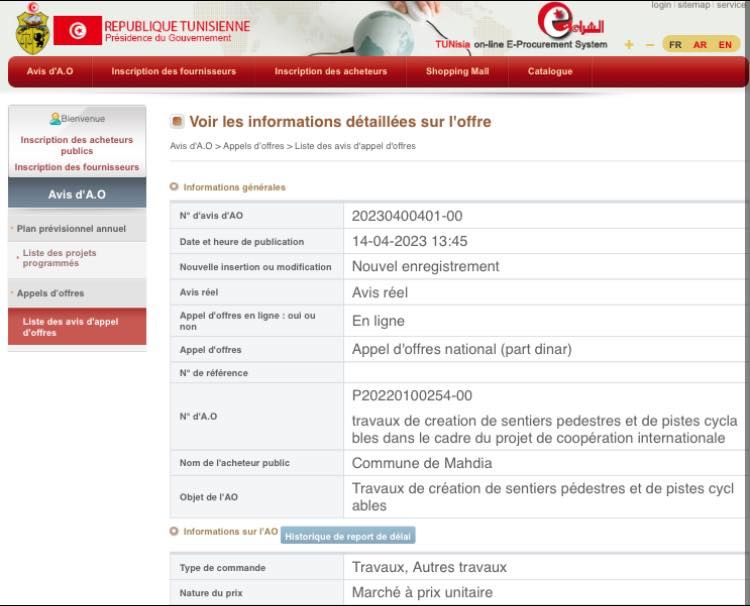 login | sitemap | service
REPUBLIQUE TUNISIENNE
Présidence du Gouvernement
الشراءات
TUNisia on-line E-Procurement System
+ − FR AR EN
Avis d'A.O Inscription des fournisseurs Inscription des acheteurs Shopping Mall Catalogue
Bienvenue
Inscription des acheteurs
publics
Inscription des fournisseurs
Avis d'A.O
Plan prévisionnel annuel
Liste des projets
programmés
Appels d'offres
Liste des avis d'appel
d'offres
Voir les informations détaillées sur l'offre
Avis d'A.O > Appels d'offres > Liste des avis d'appel d'offres
Informations générales
N° d'avis d'AO 20230400401-00
Date et heure de publication 14-04-2023 13:45
Nouvelle insertion ou modification Nouvel enregistrement
Avis réel Avis réel
Appel d'offres en ligne : oui ou
non En ligne
Appel d'offres Appel d'offres national (part dinar)
N° de référence
N° d'A.O P20220100254-00
travaux de creation de sentiers pedestres et de pistes cycla
bles dans le cadre du projet de coopération internationale
Nom de l'acheteur public Commune de Mahdia
Objet de l'AO Travaux de création de sentiers pédestres et de pistes cycl
ables
Informations sur l'AO Historique de report de délai
Type de commande Travaux, Autres travaux
Nature du prix Marché à prix unitaire